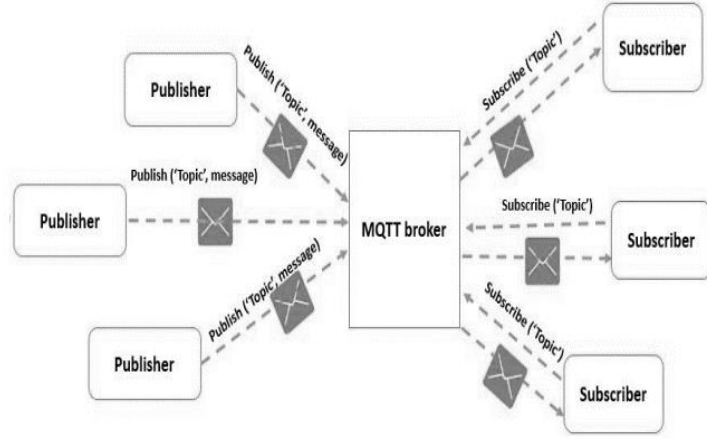 Publisher
Publish ('Topic', message)
Publish ('Topic', message)
Publisher
Publish ('Topic', message)
Publisher
MQTT broker
Subscribe ('Topic')
Subscriber
Subscribe ('Topic')
Subscriber
Subscribe ('Topic')
Subscriber